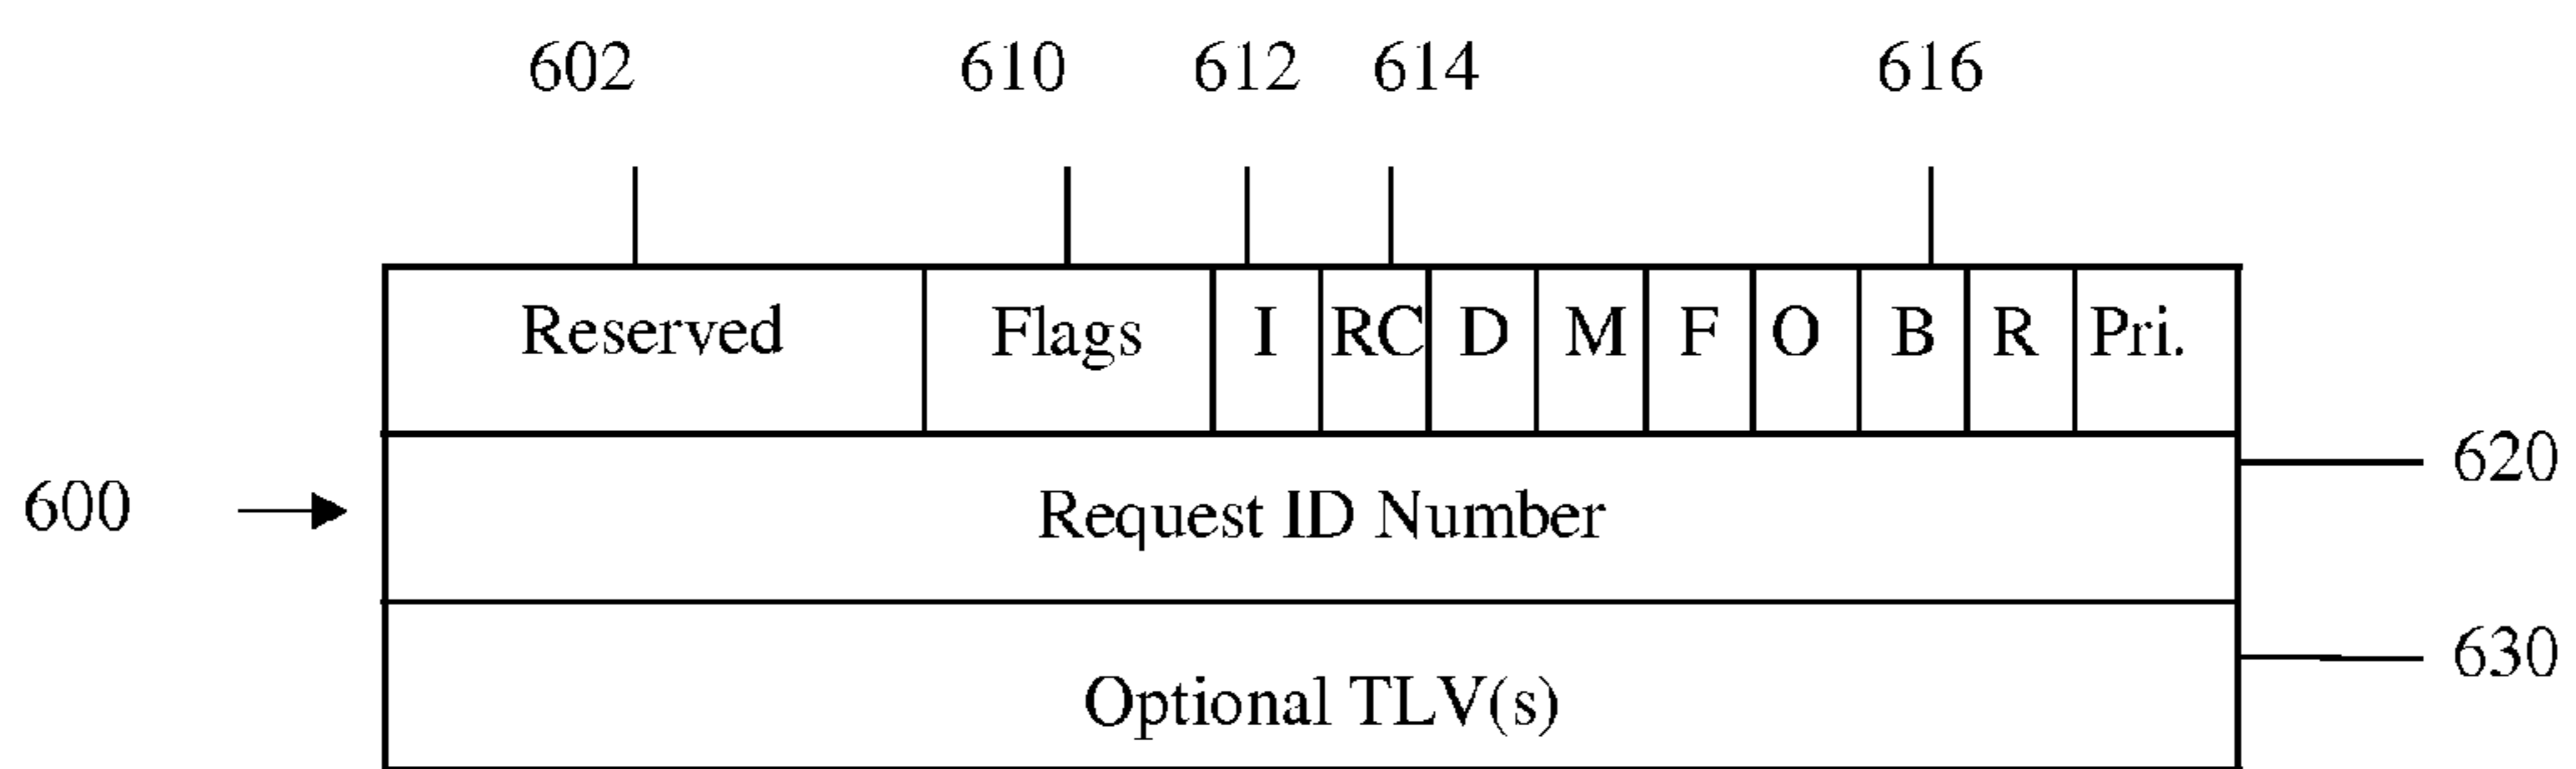 602 610 612 614 616
Reserved Flags I RC D M F O B R Pri.
620
600 Request ID Number
630
Optional TLV(s)